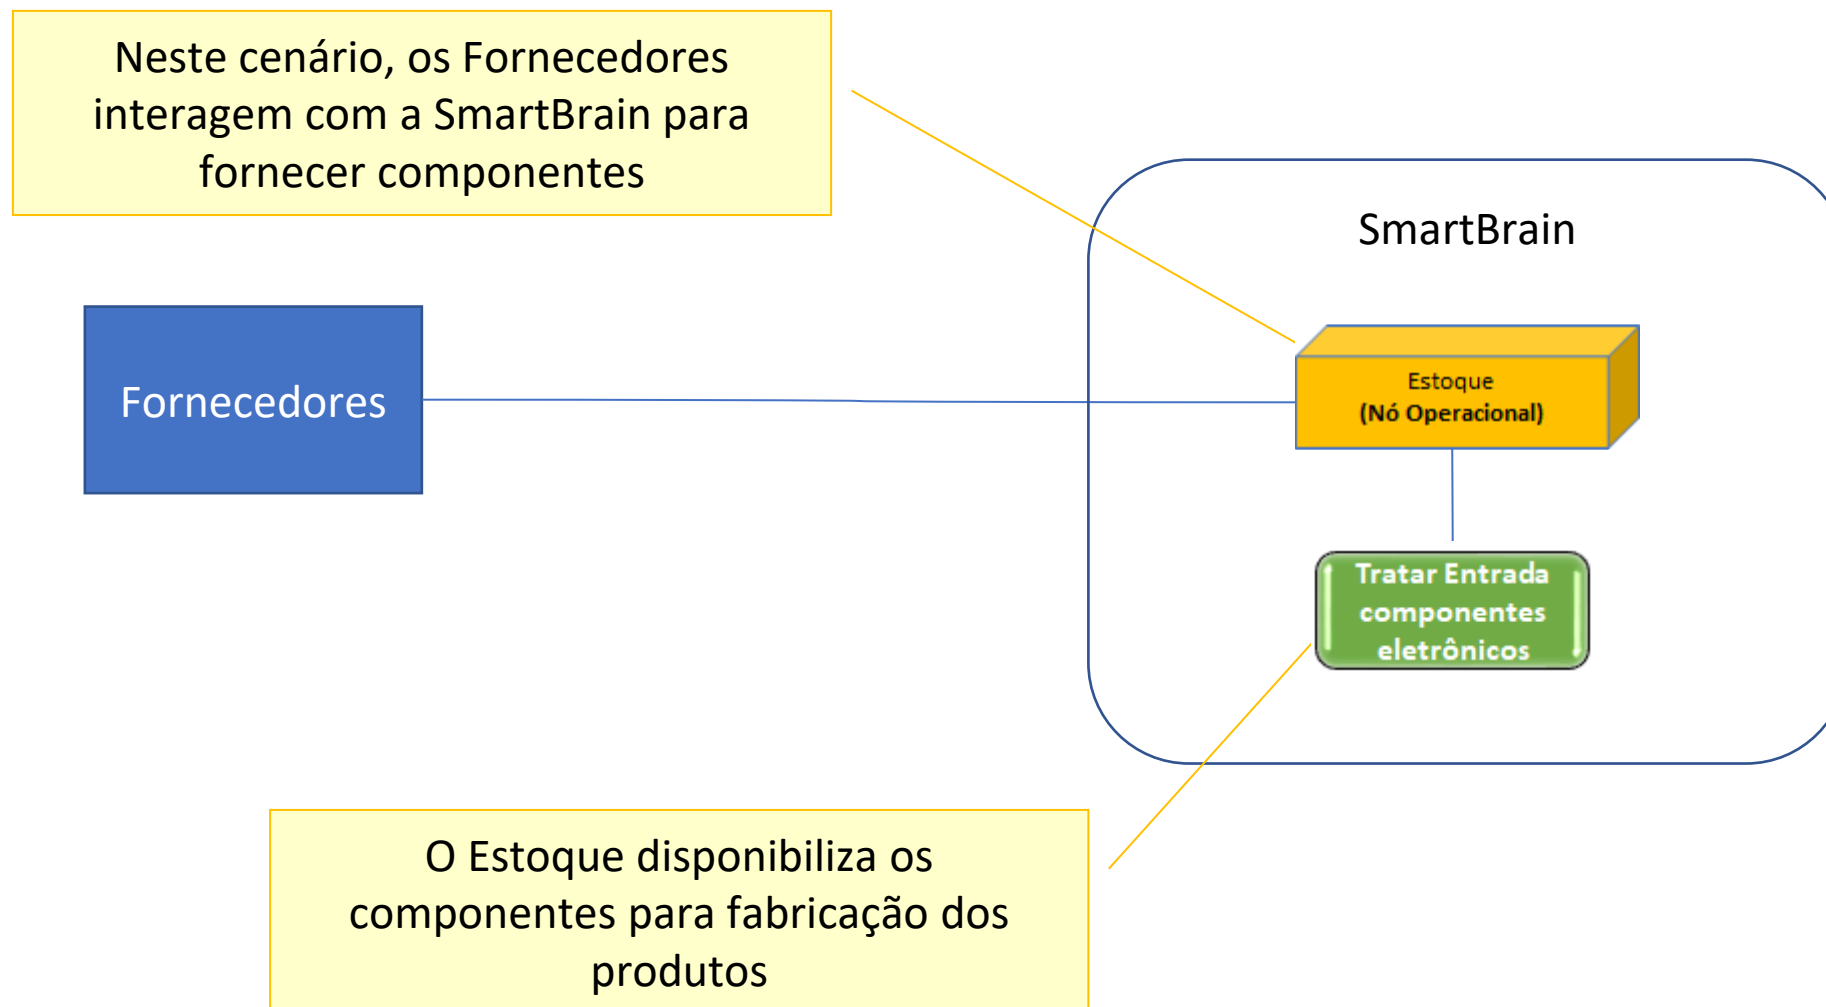 Neste cenário, os Fornecedores
interagem com a SmartBrain para
fornecer componentes
SmartBrain
Fornecedores
Estoque
(Nó Operacional)
Tratar Entrada
componentes
eletrônicos
O Estoque disponibiliza os
componentes para fabricação dos
produtos